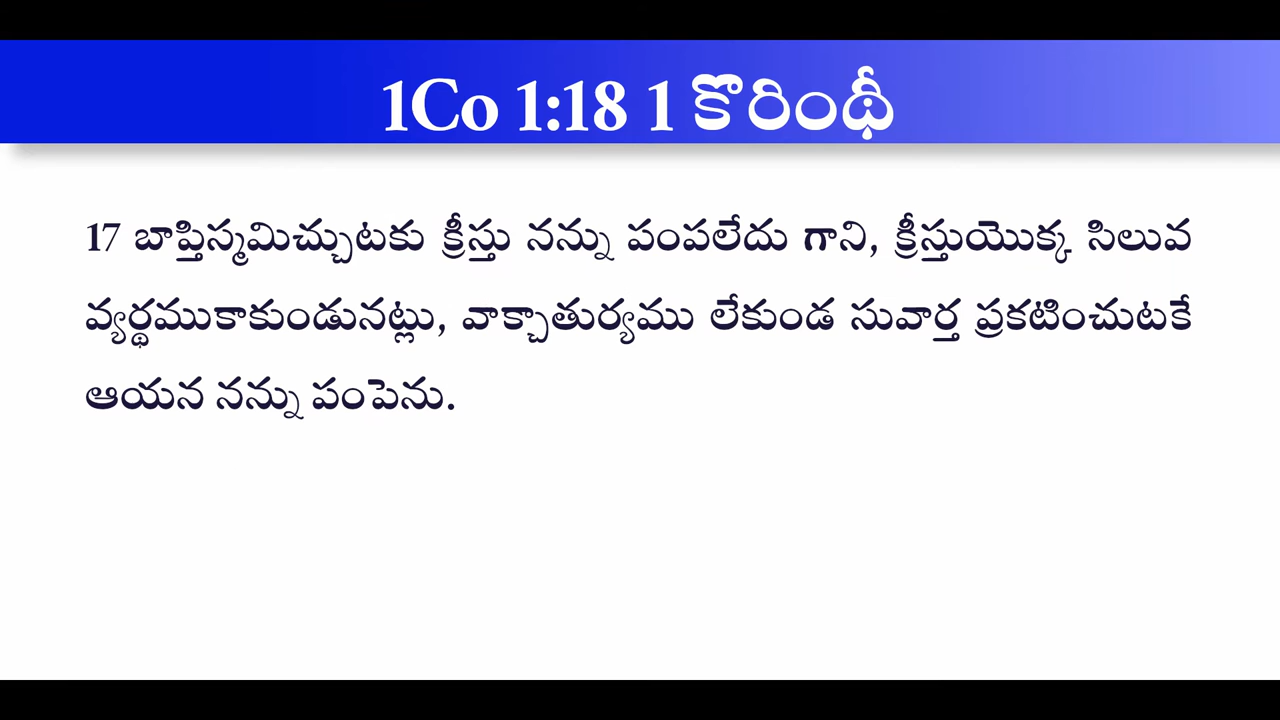 1Co 1:18 1 కొరింథీ
17 బాప్తిస్మమిచ్చుటకు క్రీస్తు నన్ను పంపలేదు గాని, క్రీస్తుయొక్క సిలువ
వ్యర్థముకాకుండునట్లు, వాక్చాతుర్యము లేకుండ సువార్త ప్రకటించుటకే
ఆయన నన్ను పంపెను.